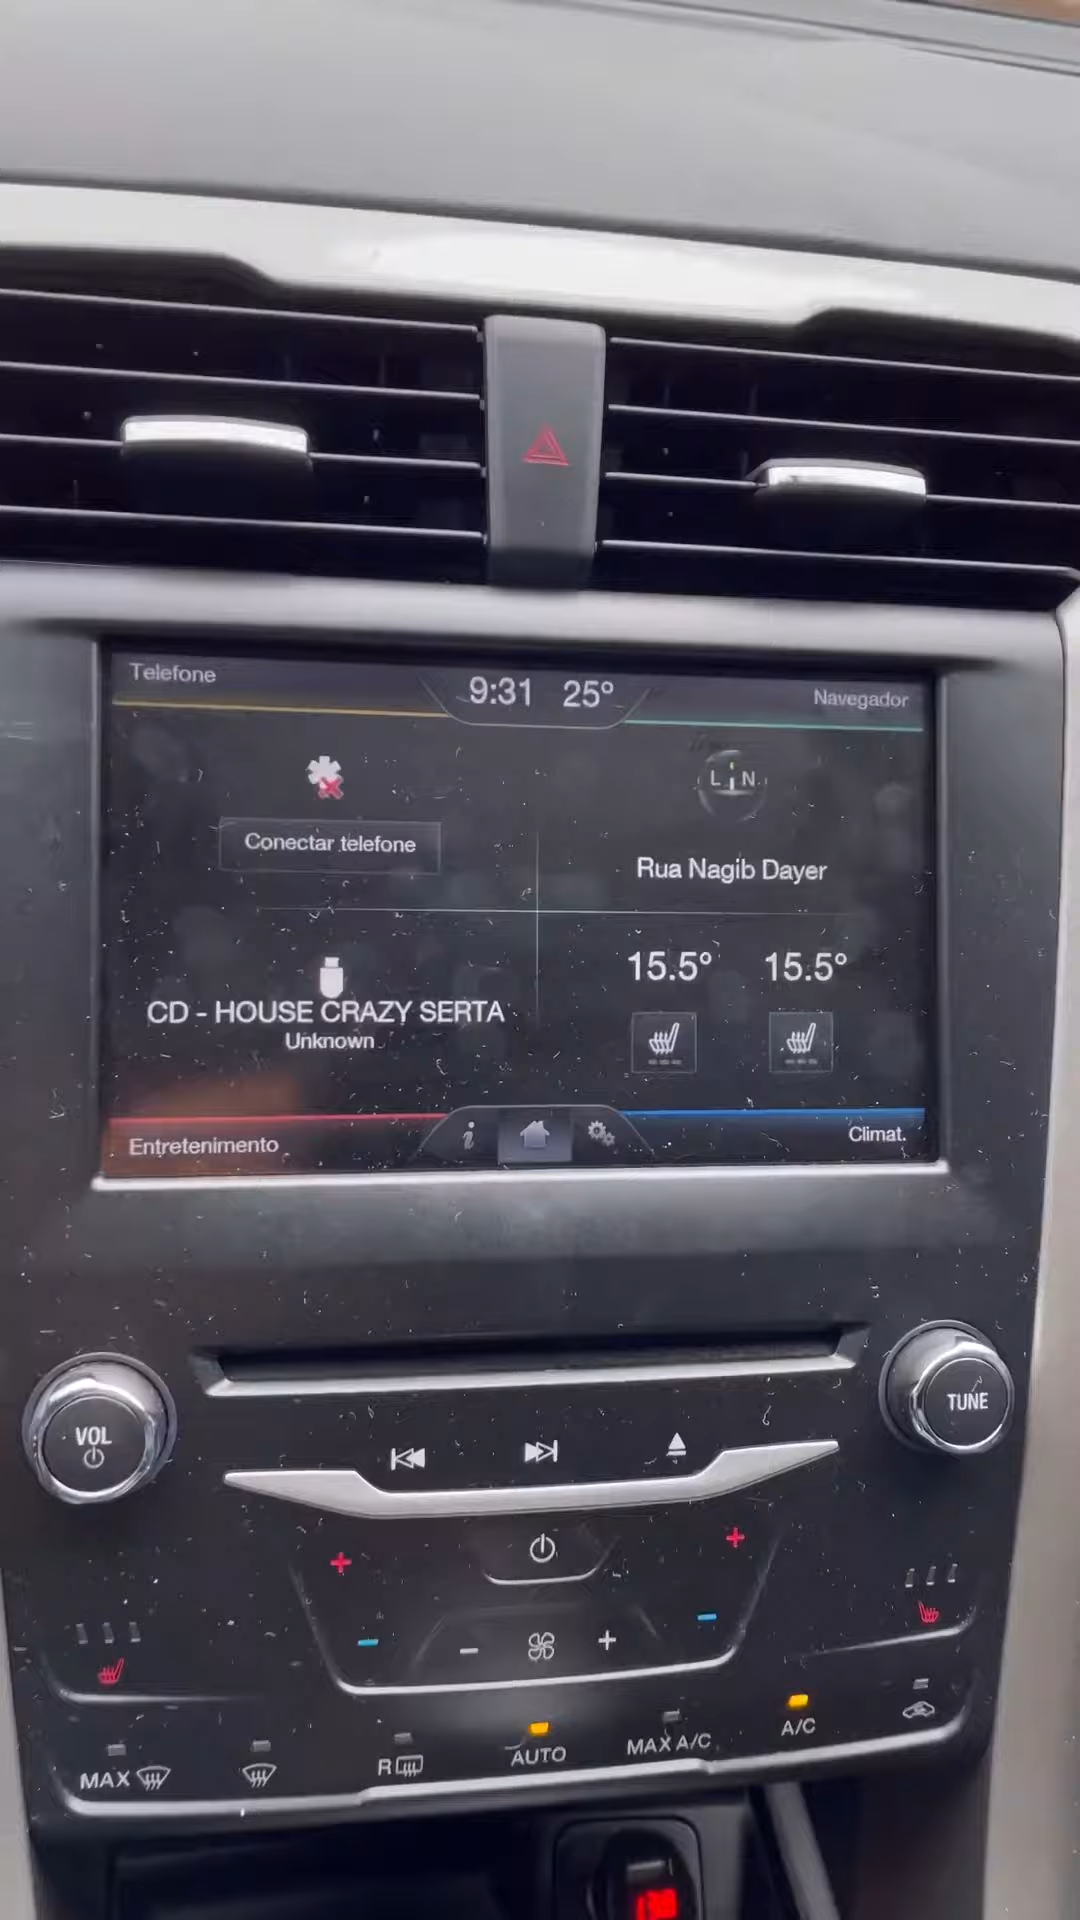 Telefone
9:31 25°
Navegador
L N
Conectar telefone
Rua Nagib Dayer
15.5° 15.5°
CD - HOUSE CRAZY SERTA
Unknown
Entretenimento
i
Climat.
VOL
TUNE
MAX
R
AUTO
MAX A/C
A/C